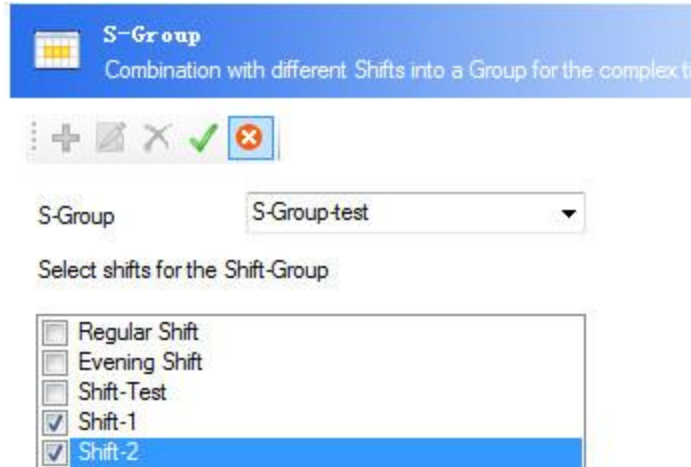 S-Group
Combination with different Shifts into a Group for the complex
S-Group S-Group-test
Select shifts for the Shift-Group
Regular Shift
Evening Shift
Shift-Test
Shift-1
Shift-2